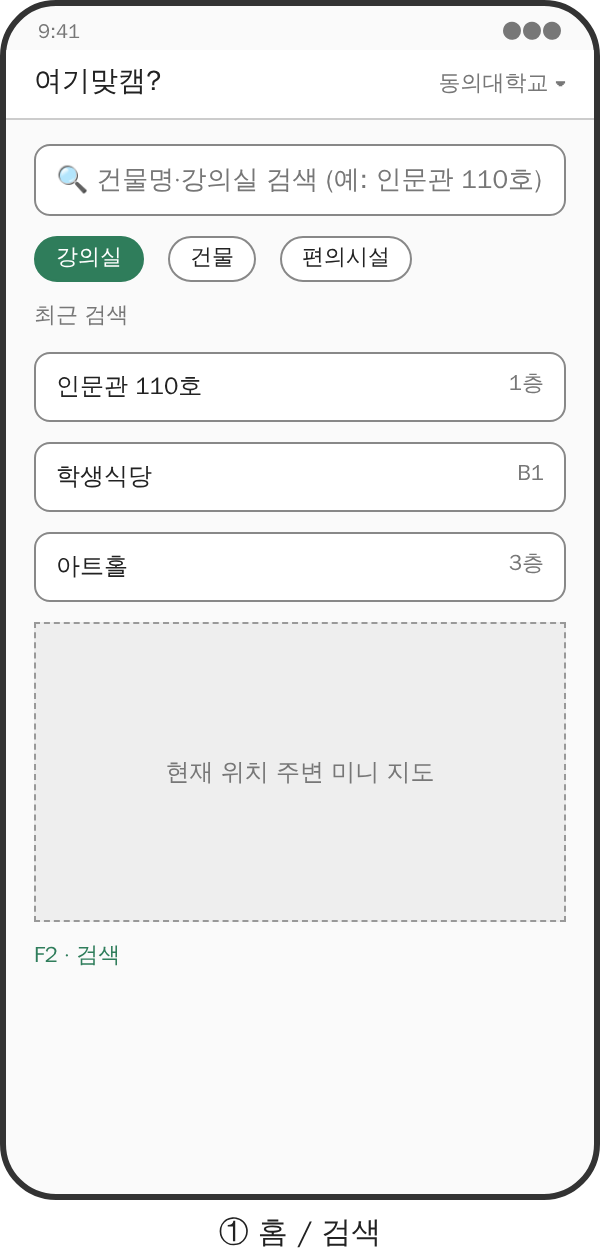 9:41
여기맞캠? 동의대학교
🔍 건물명·강의실 검색 (예: 인문관 110호)
강의실 건물 편의시설
최근 검색
인문관 110호 1층
학생식당 B1
아트홀 3층
현재 위치 주변 미니 지도
F2 · 검색
① 홈 / 검색